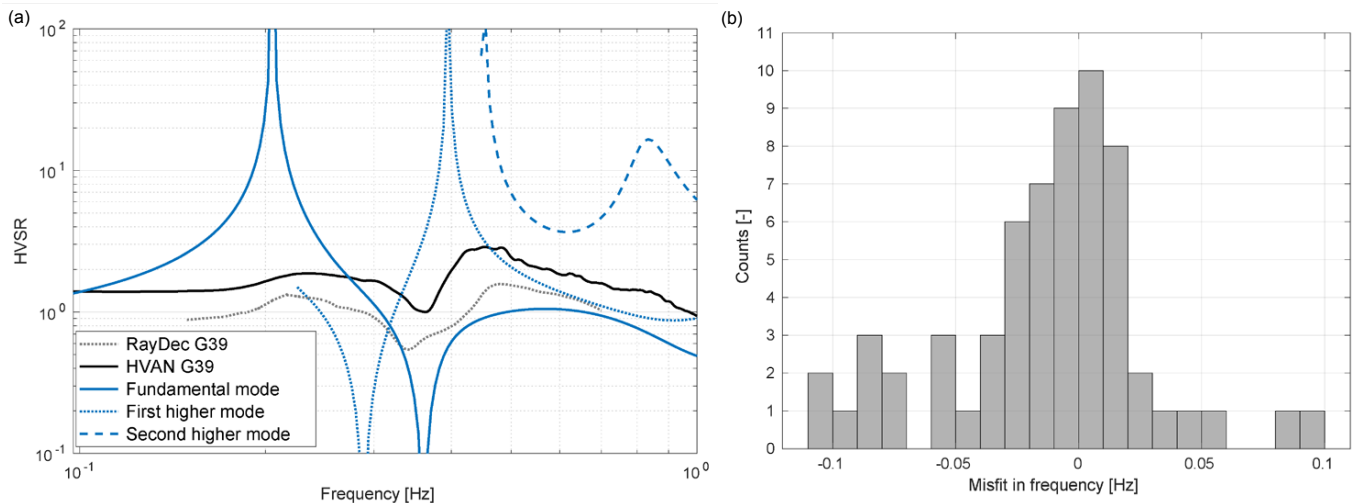 (a)
10^2
10^1
10^0
10^-1
HVSR
RayDec G39
HVAN G39
Fundamental mode
First higher mode
Second higher mode
10^-1
10^0
Frequency [Hz]
(b)
11
10
9
8
7
6
5
4
3
2
1
0
Counts [-]
-0.1
-0.05
0
0.05
0.1
Misfit in frequency [Hz]